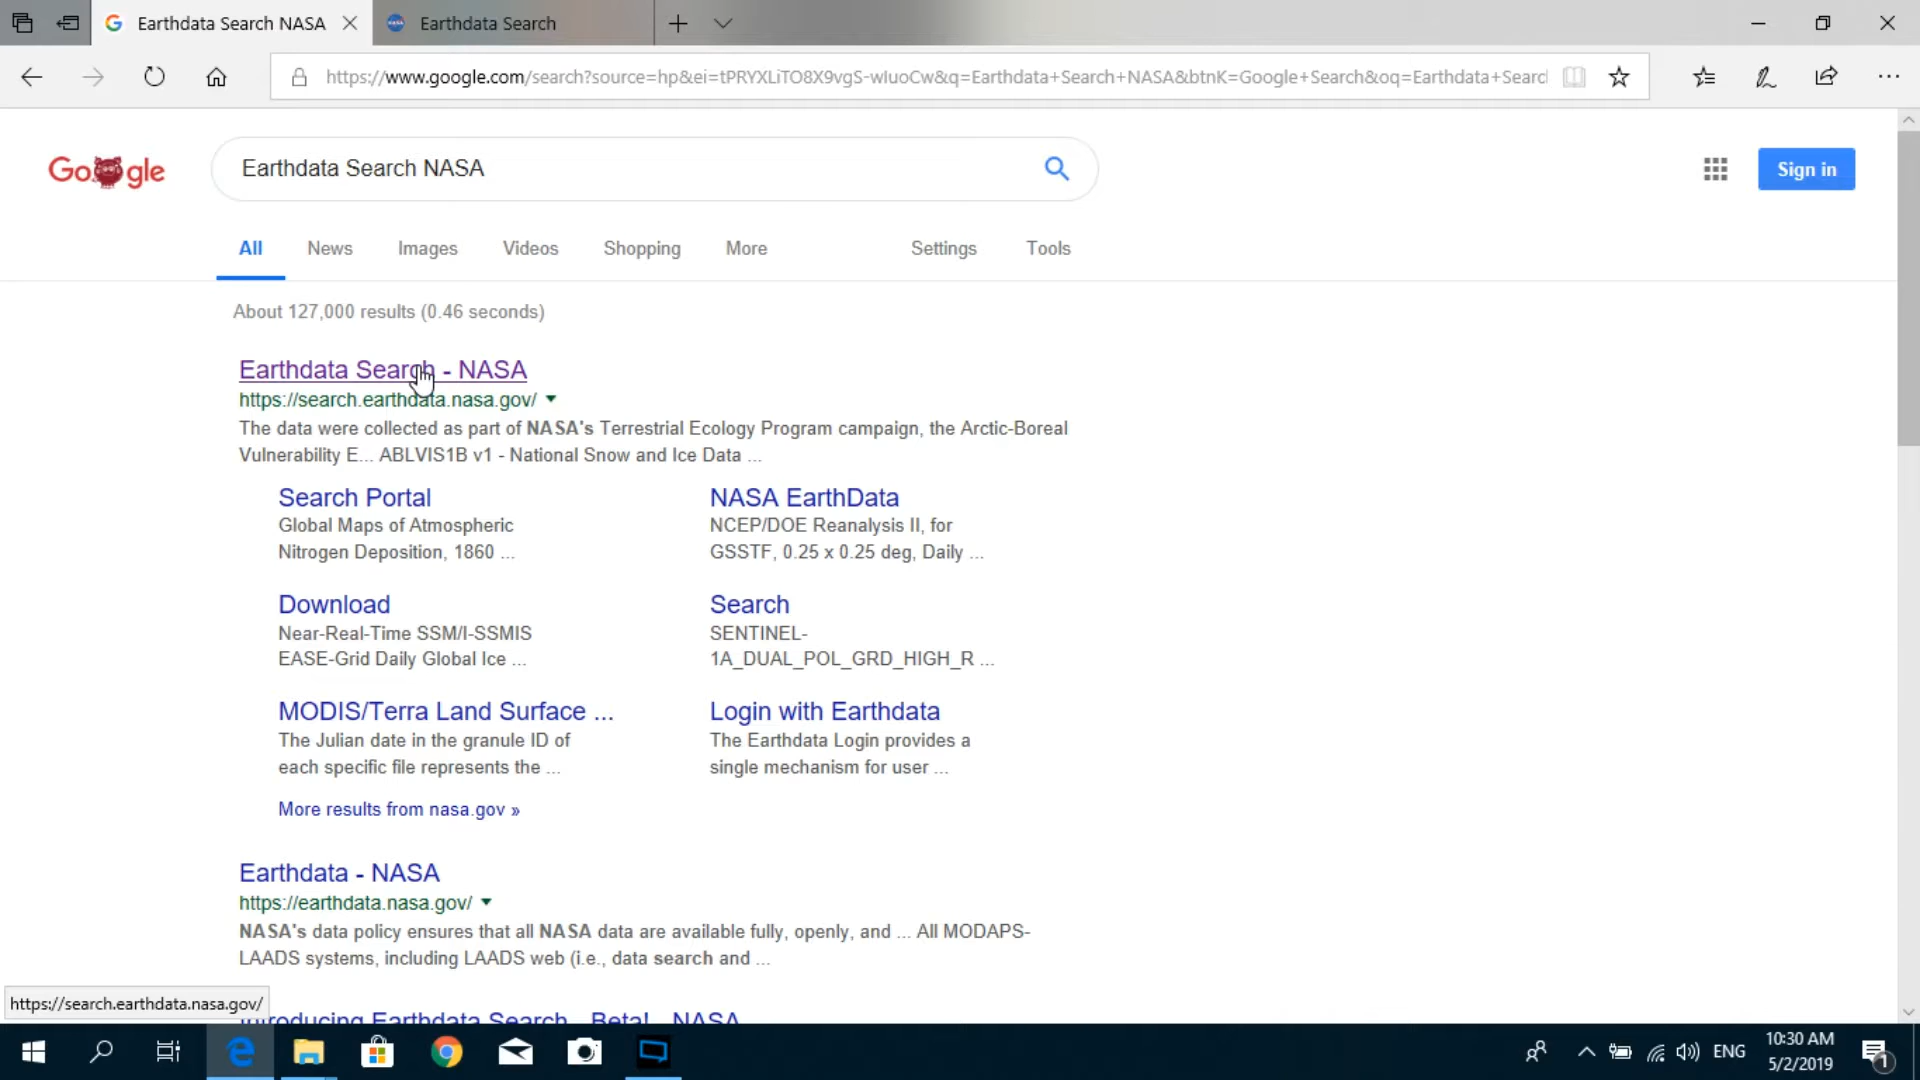 Earthdata Search NASA
Earthdata Search
https://www.google.com/search?source=hp&ei=tPRYXLiTO8X9vgS-wIuoCw&q=Earthdata+Search+NASA&btnK=Google+Search&oq=Earthdata+Searc
Google
Earthdata Search NASA
Sign in
All News Images Videos Shopping More Settings Tools
About 127,000 results (0.46 seconds)
Earthdata Search - NASA
https://search.earthdata.nasa.gov/
The data were collected as part of NASA's Terrestrial Ecology Program campaign, the Arctic-Boreal
Vulnerability E... ABLVIS1B v1 - National Snow and Ice Data ...
Search Portal
Global Maps of Atmospheric
Nitrogen Deposition, 1860 ...
NASA EarthData
NCEP/DOE Reanalysis II, for
GSSTF, 0.25 x 0.25 deg, Daily ...
Download
Near-Real-Time SSM/I-SSMIS
EASE-Grid Daily Global Ice ...
Search
SENTINEL-
1A_DUAL_POL_GRD_HIGH_R ...
MODIS/Terra Land Surface ...
The Julian date in the granule ID of
each specific file represents the ...
Login with Earthdata
The Earthdata Login provides a
single mechanism for user ...
More results from nasa.gov »
Earthdata - NASA
https://earthdata.nasa.gov/
NASA's data policy ensures that all NASA data are available fully, openly, and ... All MODAPS-
LAADS systems, including LAADS web (i.e., data search and ...
https://search.earthdata.nasa.gov/
Introducing Earthdata Search - Beta! - NASA
ENG
10:30 AM
5/2/2019
1